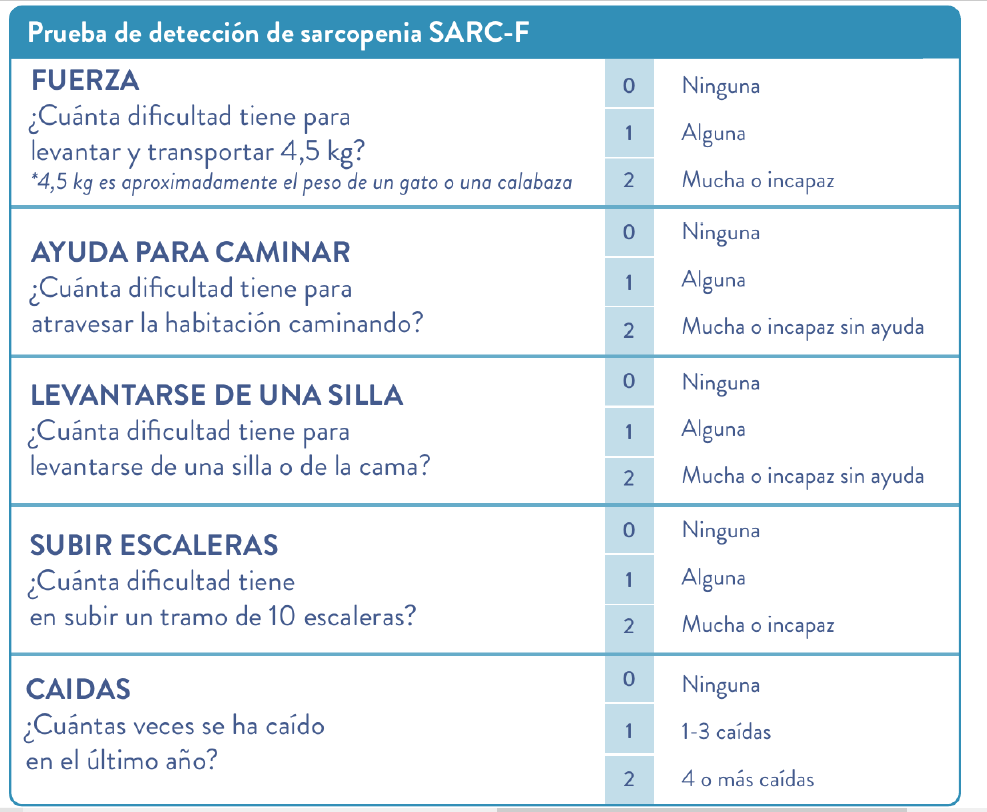 Prueba de detección de sarcopenia SARC-F
FUERZA
¿Cuánta dificultad tiene para
levantar y transportar 4,5 kg?
*4,5 kg es aproximadamente el peso de un gato o una calabaza
0 Ninguna
1 Alguna
2 Mucha o incapaz
AYUDA PARA CAMINAR
¿Cuánta dificultad tiene para
atravesar la habitación caminando?
0 Ninguna
1 Alguna
2 Mucha o incapaz sin ayuda
LEVANTARSE DE UNA SILLA
¿Cuánta dificultad tiene para
levantarse de una silla o de la cama?
0 Ninguna
1 Alguna
2 Mucha o incapaz sin ayuda
SUBIR ESCALERAS
¿Cuánta dificultad tiene
en subir un tramo de 10 escaleras?
0 Ninguna
1 Alguna
2 Mucha o incapaz
CAIDAS
¿Cuántas veces se ha caído
en el último año?
0 Ninguna
1 1-3 caídas
2 4 o más caídas